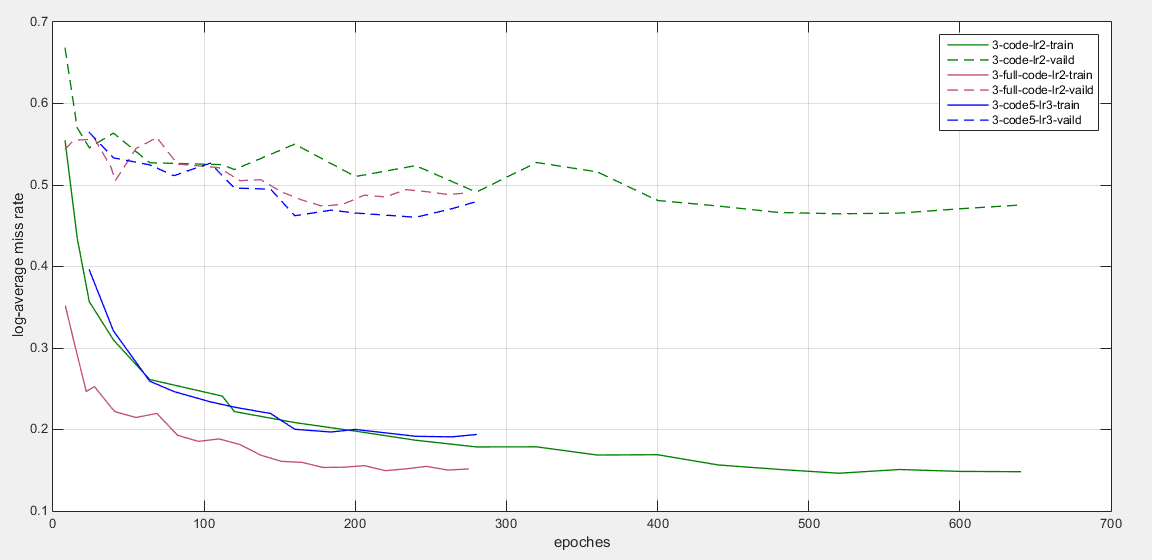 0.7
0.6
0.5
0.4
0.3
0.2
0.1
log-average miss rate
3-code-lr2-train
3-code-lr2-vaild
3-full-code-lr2-train
3-full-code-lr2-vaild
3-code5-lr3-train
3-code5-lr3-vaild
0 100 200 300 400 500 600 700
epoches